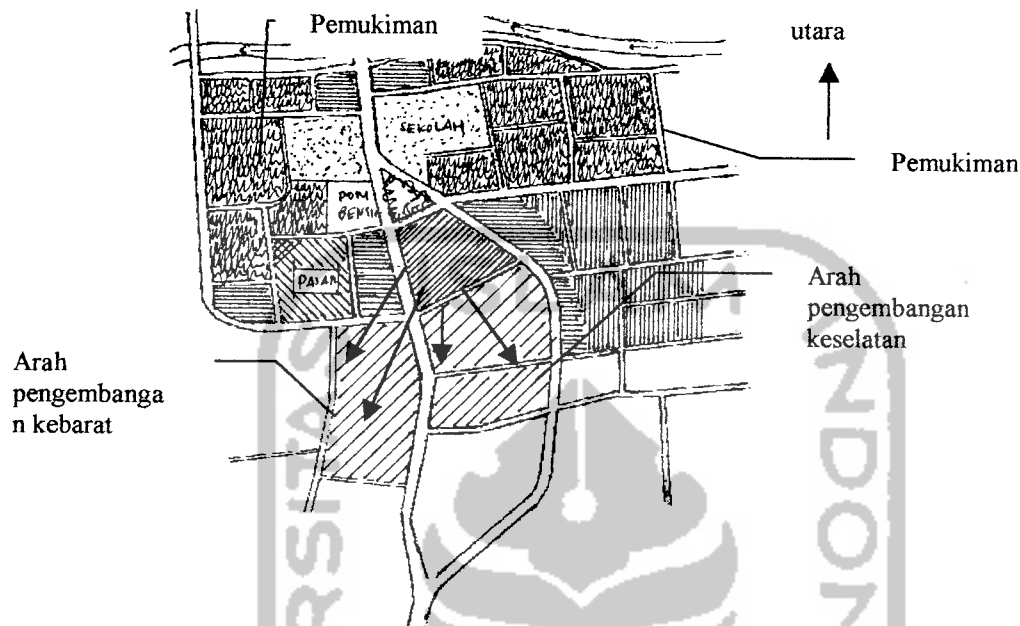 Pemukiman
utara
SEKOLAH
Pemukiman
POM
BENSIN
PASAR
Arah
pengembangan
keselatan
Arah
pengembanga
n kebarat